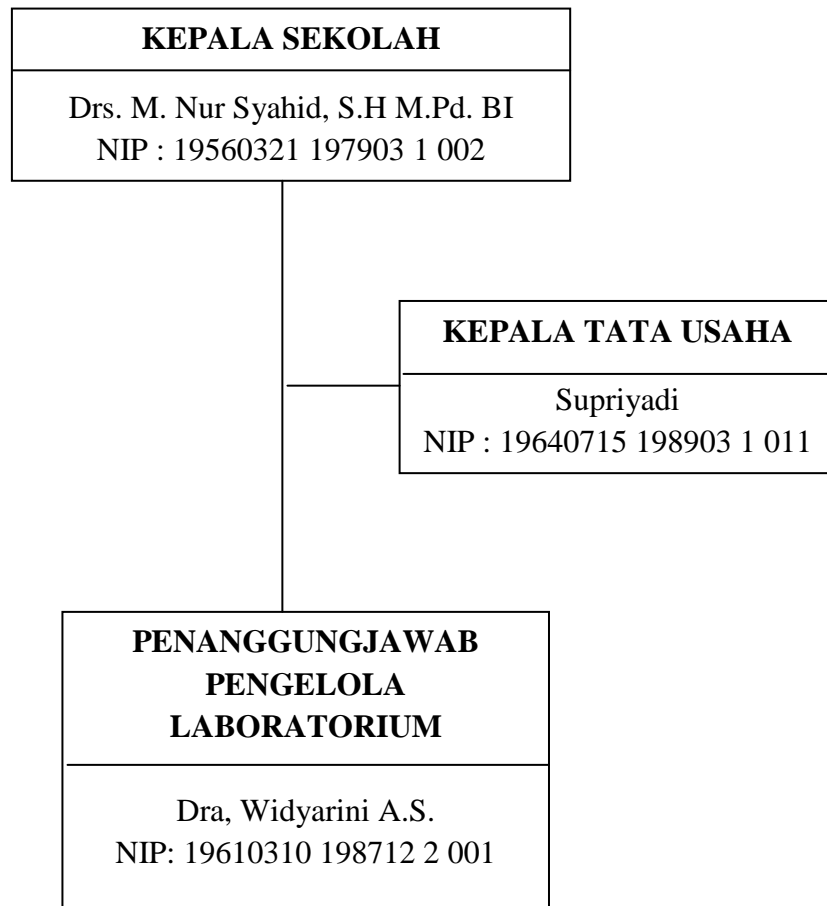 KEPALA SEKOLAH
Drs. M. Nur Syahid, S.H M.Pd. BI
NIP : 19560321 197903 1 002
KEPALA TATA USAHA
Supriyadi
NIP : 19640715 198903 1 011
PENANGGUNGJAWAB
PENGELOLA
LABORATORIUM
Dra, Widyarini A.S.
NIP: 19610310 198712 2 001